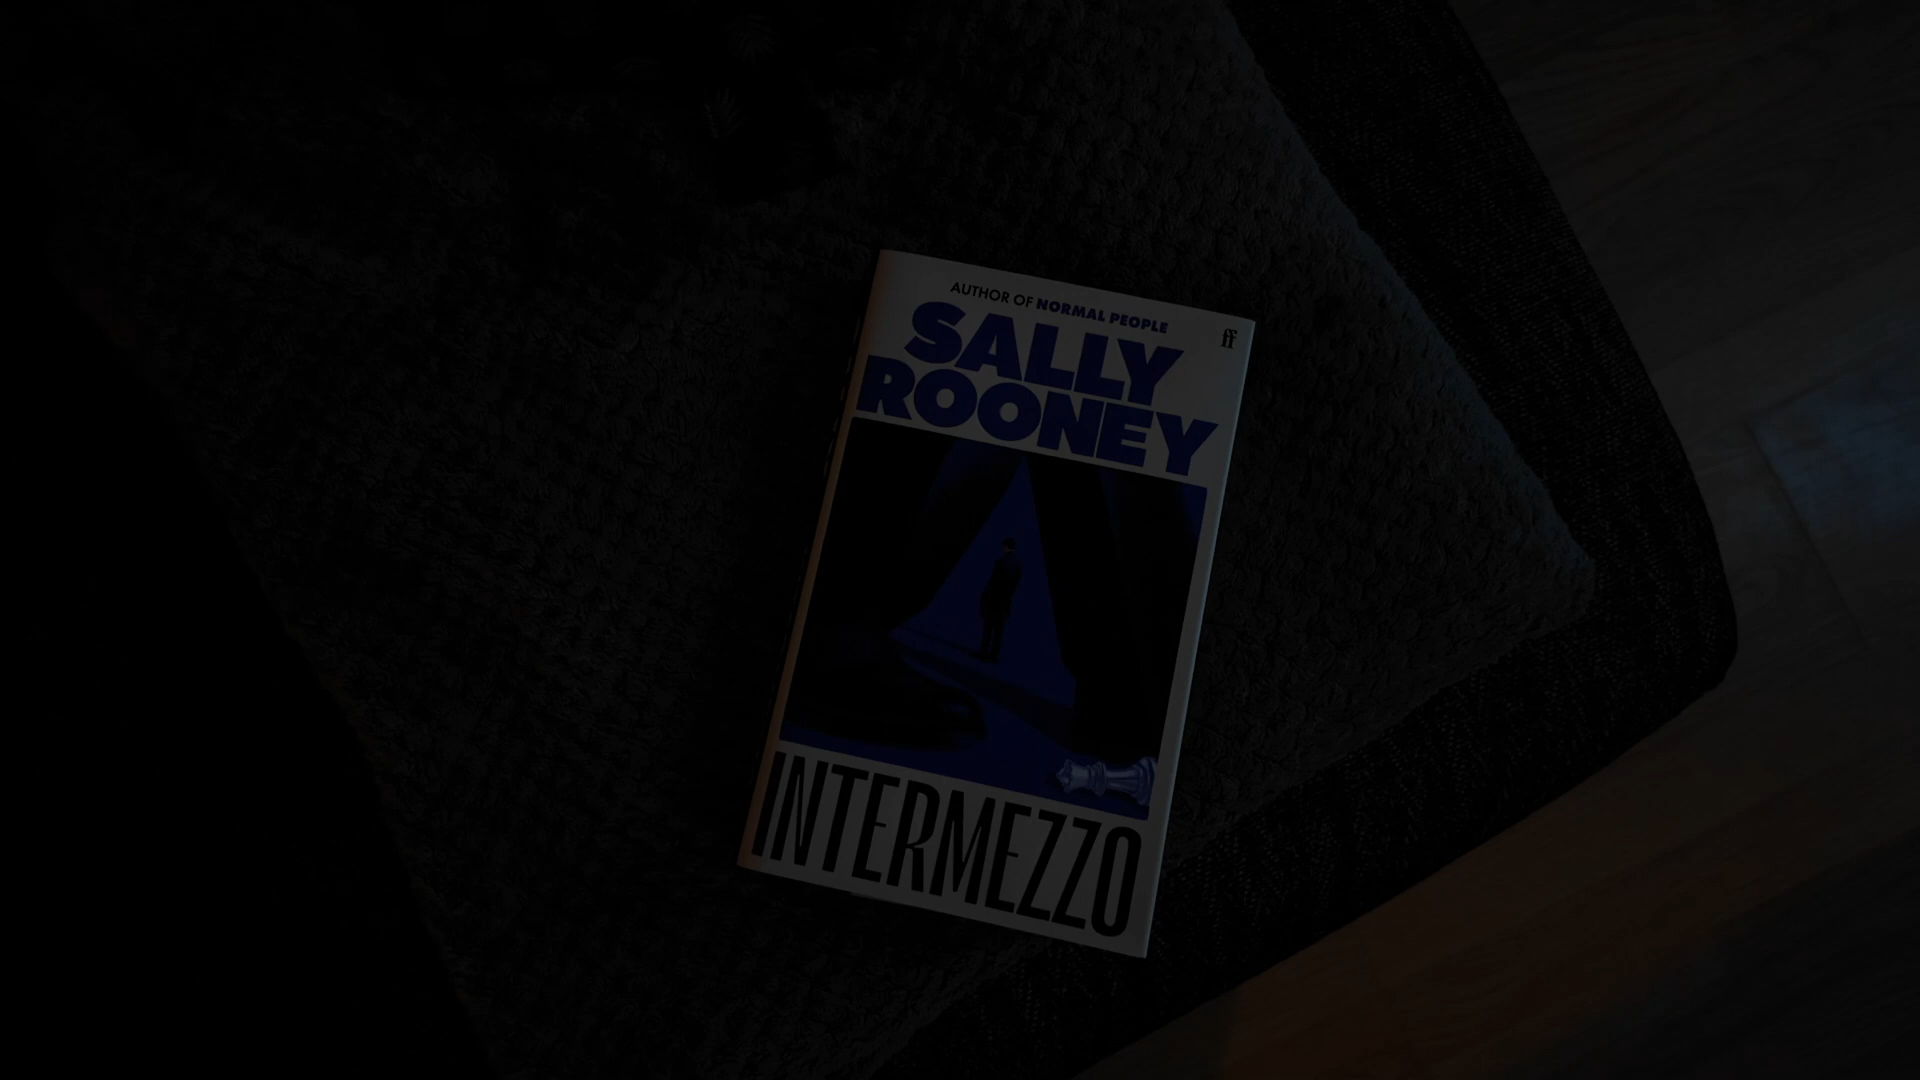 AUTHOR OF NORMAL PEOPLE
ff
SALLY
ROONEY
INTERMEZZO